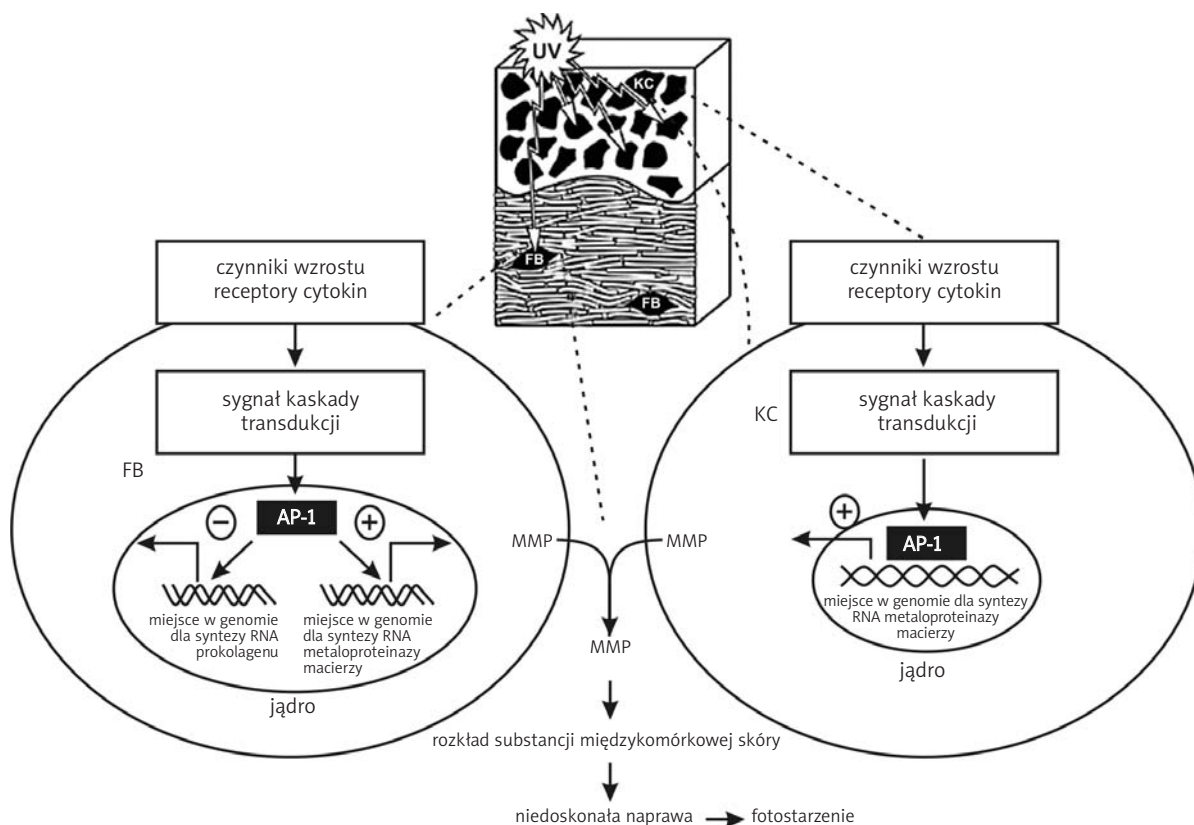 UV
KC
FB
FB
czynniki wzrostu
receptory cytokin
sygnał kaskady
transdukcji
FB
−
AP-1
+
miejsce w genomie
dla syntezy RNA
prokolagenu
miejsce w genomie
dla syntezy RNA
metaloproteinazy
macierzy
jądro
czynniki wzrostu
receptory cytokin
KC
sygnał kaskady
transdukcji
+
AP-1
miejsce w genomie dla syntezy
RNA metaloproteinazy
macierzy
jądro
MMP
MMP
MMP
rozkład substancji międzykomórkowej skóry
niedoskonała naprawa
fotostarzenie